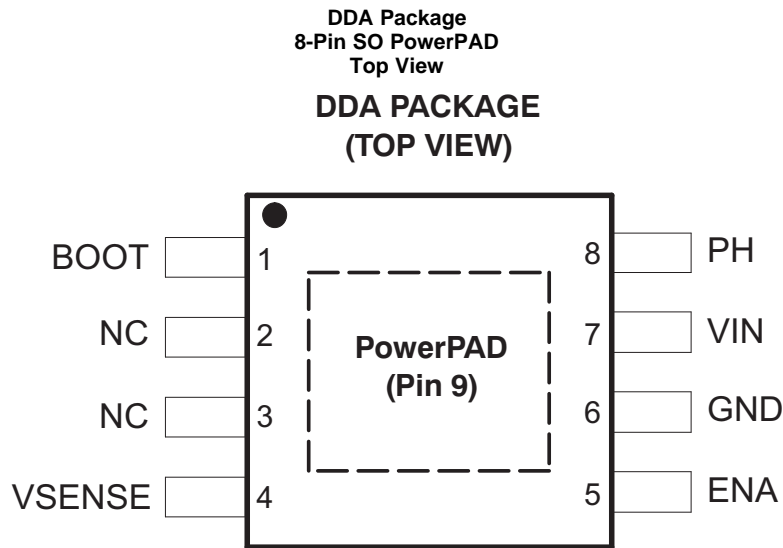 DDA Package
8-Pin SO PowerPAD
Top View
DDA PACKAGE
(TOP VIEW)
BOOT 1 8 PH
NC 2 7 VIN
NC 3 6 GND
VSENSE 4 5 ENA
PowerPAD
(Pin 9)